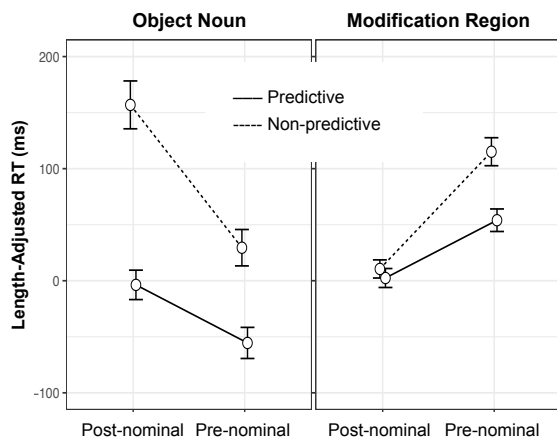 Object Noun
Modification Region
Length-Adjusted RT (ms)
200
100
0
−100
Predictive
Non-predictive
Post-nominal Pre-nominal
Post-nominal Pre-nominal